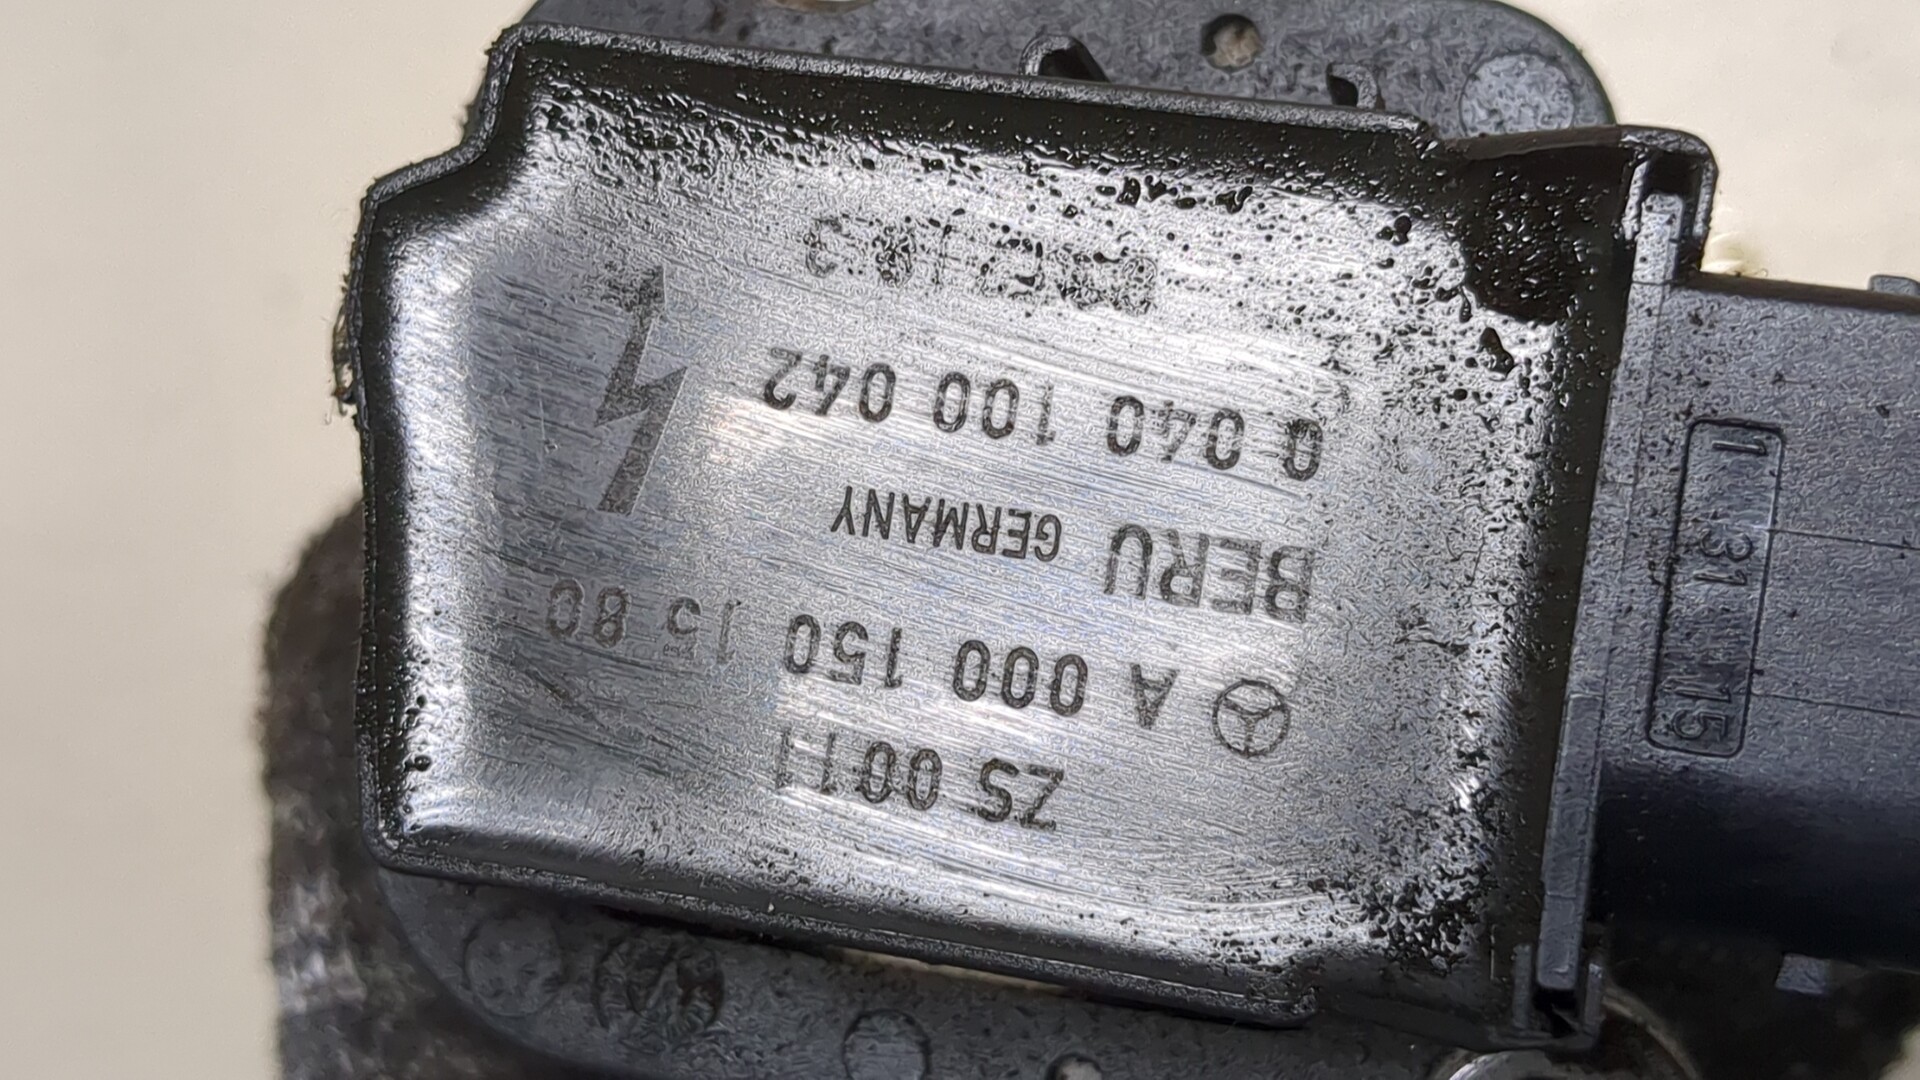 ZS 0011
A 000 150 15 80
BERU GERMANY
0 040 100 042
1 31 15